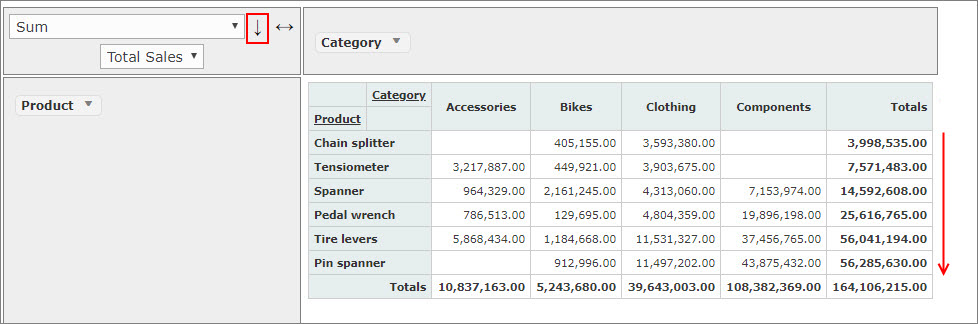 Sum
Total Sales
Category
Product
Category
Accessories Bikes Clothing Components Totals
Product
Chain splitter 405,155.00 3,593,380.00 3,998,535.00
Tensiometer 3,217,887.00 449,921.00 3,903,675.00 7,571,483.00
Spanner 964,329.00 2,161,245.00 4,313,060.00 7,153,974.00 14,592,608.00
Pedal wrench 786,513.00 129,695.00 4,804,359.00 19,896,198.00 25,616,765.00
Tire levers 5,868,434.00 1,184,668.00 11,531,327.00 37,456,765.00 56,041,194.00
Pin spanner 912,996.00 11,497,202.00 43,875,432.00 56,285,630.00
Totals 10,837,163.00 5,243,680.00 39,643,003.00 108,382,369.00 164,106,215.00